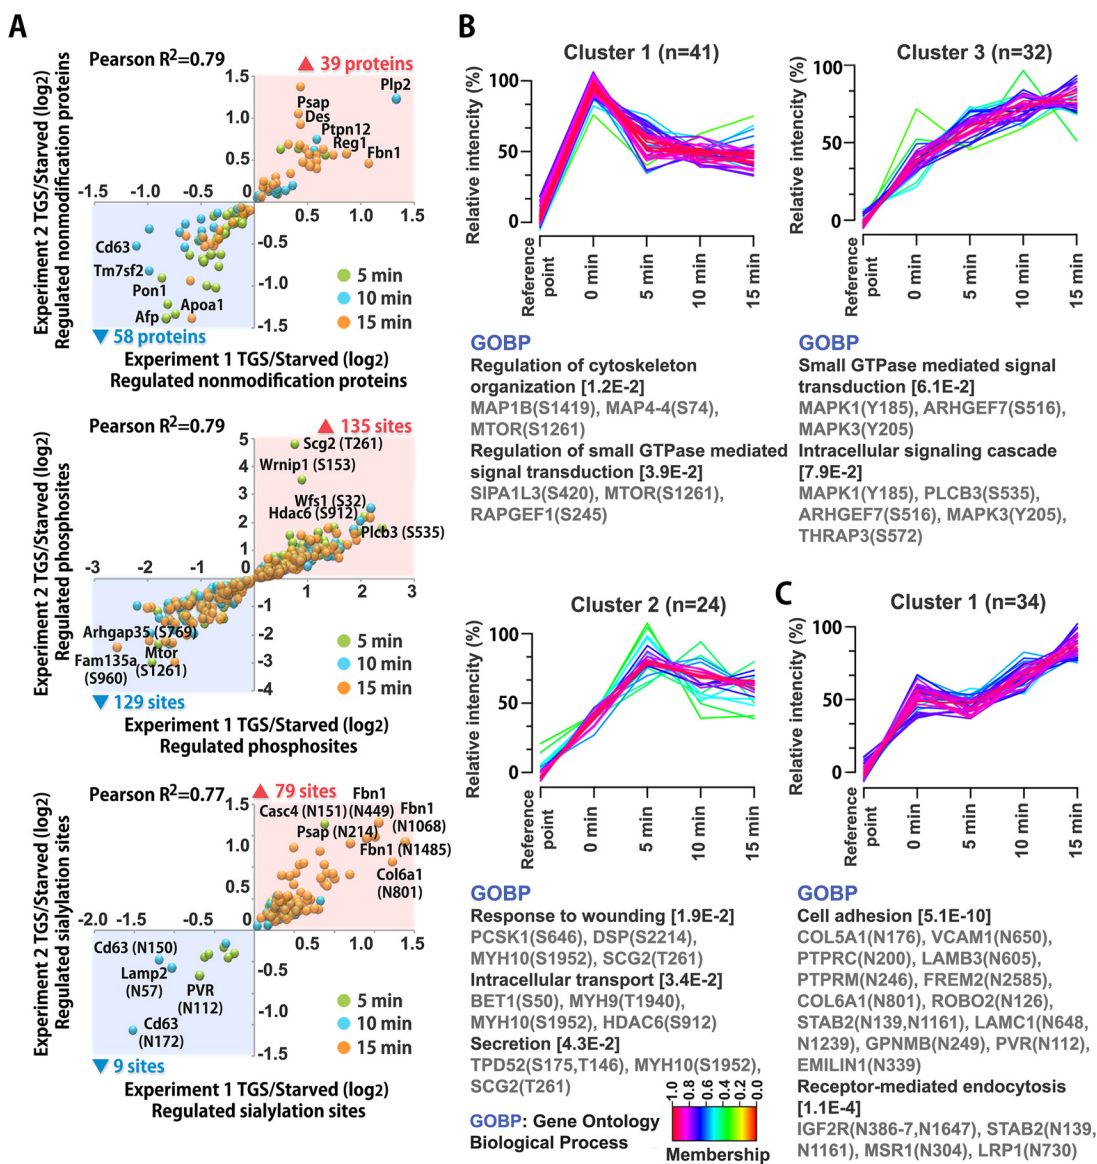 A
Pearson R2=0.79
▲ 39 proteins
Experiment 2 TGS/Starved (log2)
Regulated nonmodification proteins
1.5
1.0
0.5
0
-0.5
-1.0
-1.5
-1.5
-1.0
-0.5
0.5
1.0
1.5
Plp2
Psap
Des
Ptpn12
Reg1
Fbn1
Cd63
Tm7sf2
Pon1
Afp
Apoa1
5 min
10 min
15 min
▼ 58 proteins
Experiment 1 TGS/Starved (log2)
Regulated nonmodification proteins
Pearson R2=0.79
▲ 135 sites
Experiment 2 TGS/Starved (log2)
Regulated phosphosites
5
4
3
2
1
0
-1
-2
-3
-4
-3
-2
-1
1
2
3
Scg2 (T261)
Wrnip1 (S153)
Wfs1 (S32)
Hdac6 (S912)
Plcb3 (S535)
Arhgap35 (S769)
Fam135a
(S960)
Mtor
(S1261)
5 min
10 min
15 min
▼ 129 sites
Experiment 1 TGS/Starved (log2)
Regulated phosphosites
Pearson R2=0.77
▲ 79 sites
Experiment 2 TGS/Starved (log2)
Regulated sialylation sites
1.5
1.0
0.5
0
-0.5
-1.0
-1.5
-2.0
-1.0
-0.5
0.5
1.0
1.5
Fbn1
(N449)
Casc4 (N151)
Fbn1
(N1068)
Psap (N214)
Fbn1 (N1485)
Col6a1
(N801)
Cd63 (N150)
Lamp2
(N57)
PVR
(N112)
Cd63
(N172)
5 min
10 min
15 min
▼ 9 sites
Experiment 1 TGS/Starved (log2)
Regulated sialylation sites
B
Cluster 1 (n=41)
Relative intencity (%)
100
50
0
Reference
point
0 min
5 min
10 min
15 min
GOBP
Regulation of cytoskeleton
organization [1.2E-2]
MAP1B(S1419), MAP4-4(S74),
MTOR(S1261)
Regulation of small GTPase mediated
signal transduction [3.9E-2]
SIPA1L3(S420), MTOR(S1261),
RAPGEF1(S245)
Cluster 3 (n=32)
Relative intencity (%)
100
50
0
Reference
point
0 min
5 min
10 min
15 min
GOBP
Small GTPase mediated signal
transduction [6.1E-2]
MAPK1(Y185), ARHGEF7(S516),
MAPK3(Y205)
Intracellular signaling cascade
[7.9E-2]
MAPK1(Y185), PLCB3(S535),
ARHGEF7(S516), MAPK3(Y205),
THRAP3(S572)
Cluster 2 (n=24)
Relative intencity (%)
100
50
0
Reference
point
0 min
5 min
10 min
15 min
GOBP
Response to wounding [1.9E-2]
PCSK1(S646), DSP(S2214),
MYH10(S1952), SCG2(T261)
Intracellular transport [3.4E-2]
BET1(S50), MYH9(T1940),
MYH10(S1952), HDAC6(S912)
Secretion [4.3E-2]
TPD52(S175,T146), MYH10(S1952),
SCG2(T261)
GOBP: Gene Ontology
Biological Process
1.0
0.8
0.6
0.4
0.2
0.0
Membership
C
Cluster 1 (n=34)
Relative intencity (%)
100
50
0
Reference
point
0 min
5 min
10 min
15 min
GOBP
Cell adhesion [5.1E-10]
COL5A1(N176), VCAM1(N650),
PTPRC(N200), LAMB3(N605),
PTPRM(N246), FREM2(N2585),
COL6A1(N801), ROBO2(N126),
STAB2(N139,N1161), LAMC1(N648,
N1239), GPNMB(N249), PVR(N112),
EMILIN1(N339)
Receptor-mediated endocytosis
[1.1E-4]
IGF2R(N386-7,N1647), STAB2(N139,
N1161), MSR1(N304), LRP1(N730)